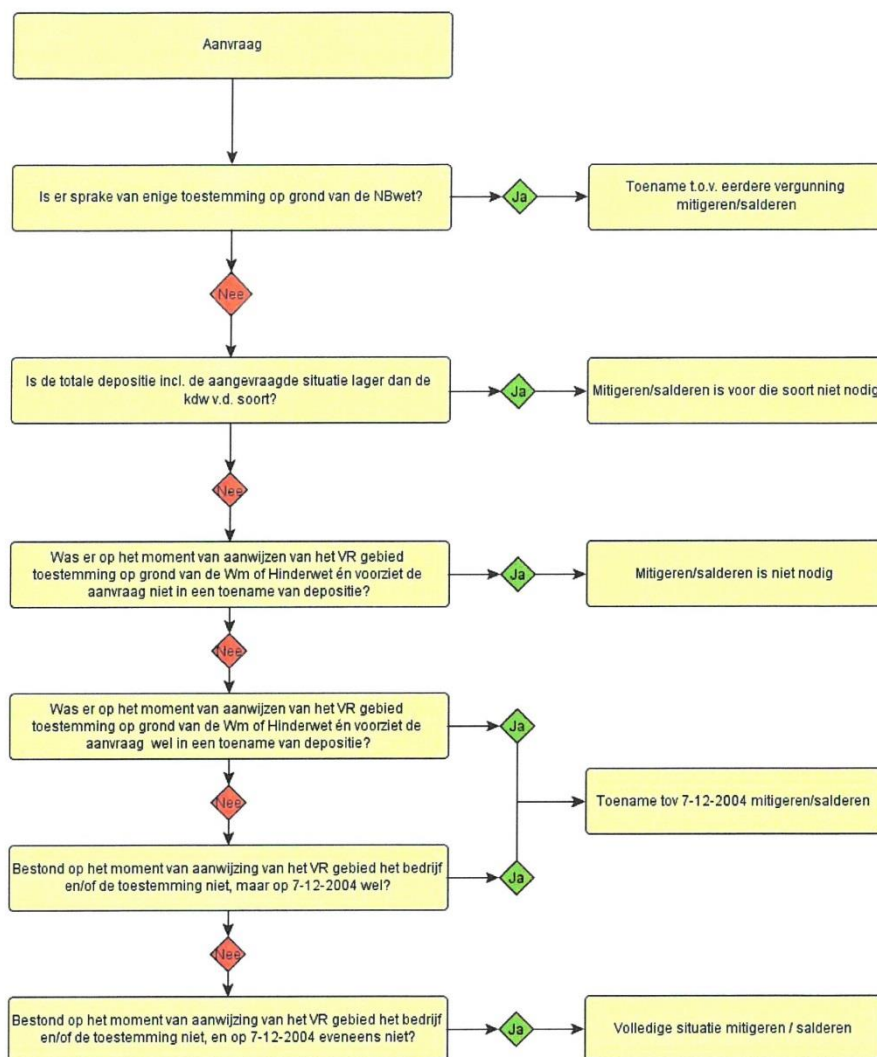 Aanvraag
Is er sprake van enige toestemming op grond van de NBwet?
Ja
Toename t.o.v. eerdere vergunning
mitigeren/salderen
Nee
Is de totale depositie incl. de aangevraagde situatie lager dan de
kdw v.d. soort?
Ja
Mitigeren/salderen is voor die soort niet nodig
Nee
Was er op het moment van aanwijzen van het VR gebied
toestemming op grond van de Wm of Hinderwet én voorziet de
aanvraag niet in een toename van depositie?
Ja
Mitigeren/salderen is niet nodig
Nee
Was er op het moment van aanwijzen van het VR gebied
toestemming op grond van de Wm of Hinderwet én voorziet de
aanvraag wel in een toename van depositie?
Ja
Toename tov 7-12-2004 mitigeren/salderen
Nee
Bestond op het moment van aanwijzing van het VR gebied het bedrijf
en/of de toestemming niet, maar op 7-12-2004 wel?
Ja
Nee
Bestond op het moment van aanwijzing van het VR gebied het bedrijf
en/of de toestemming niet, en op 7-12-2004 eveneens niet?
Ja
Volledige situatie mitigeren / salderen